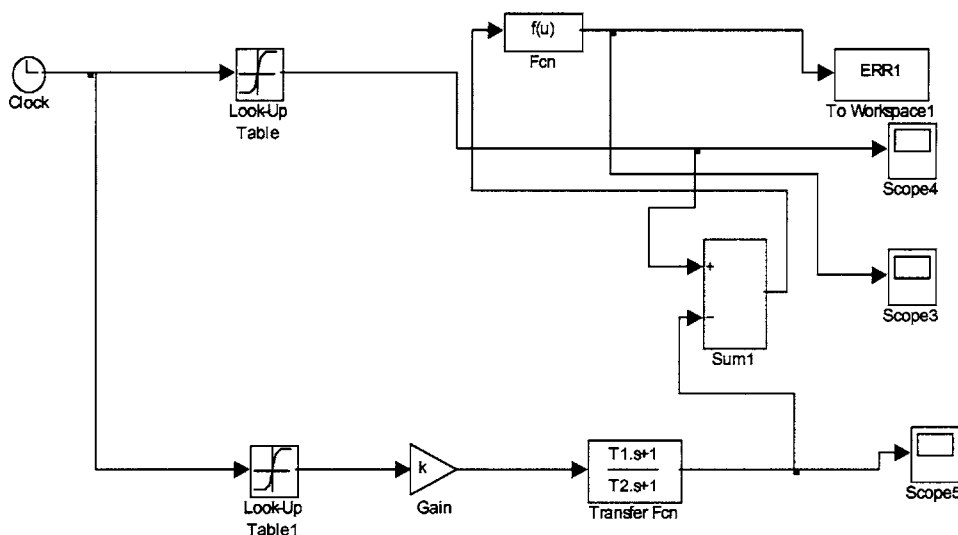 f(u)
Fcn
ERR1
To Workspace1
Clock
Look-Up
Table
Scope4
+
−
Sum1
Scope3
Look-Up
Table1
k
Gain
T1.s+1
T2.s+1
Transfer Fcn
Scope5